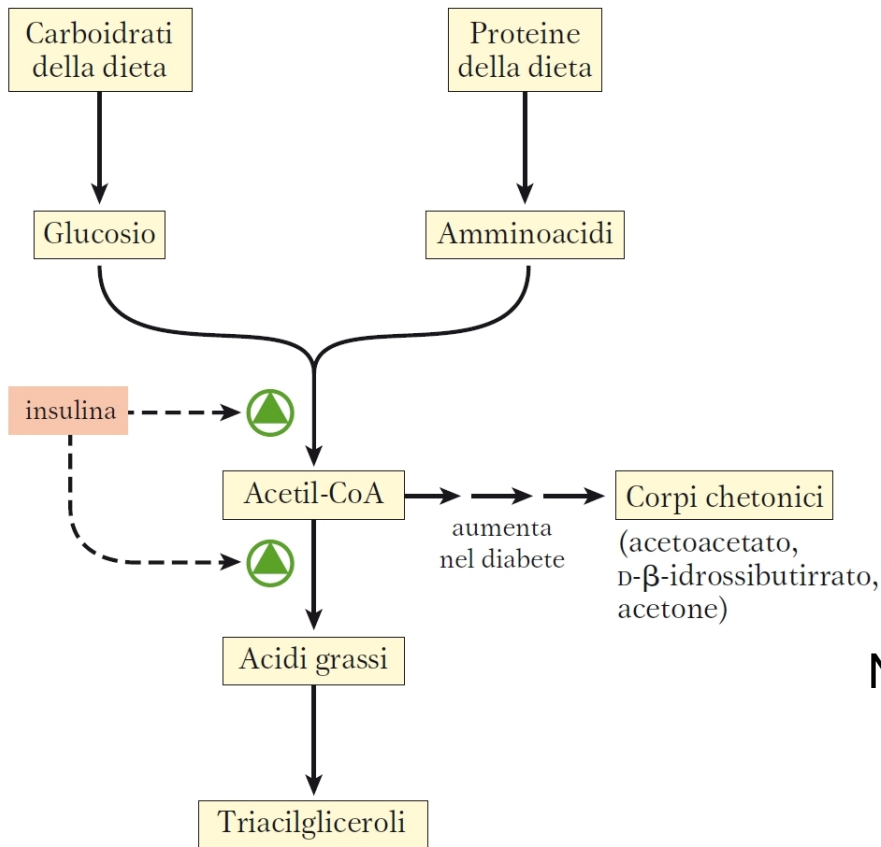 Carboidrati
della dieta
Proteine
della dieta
Glucosio
Amminoacidi
insulina
Acetil-CoA
aumenta
nel diabete
Corpi chetonici
(acetoacetato,
D-β-idrossibutirrato,
acetone)
Acidi grassi
Triacilgliceroli